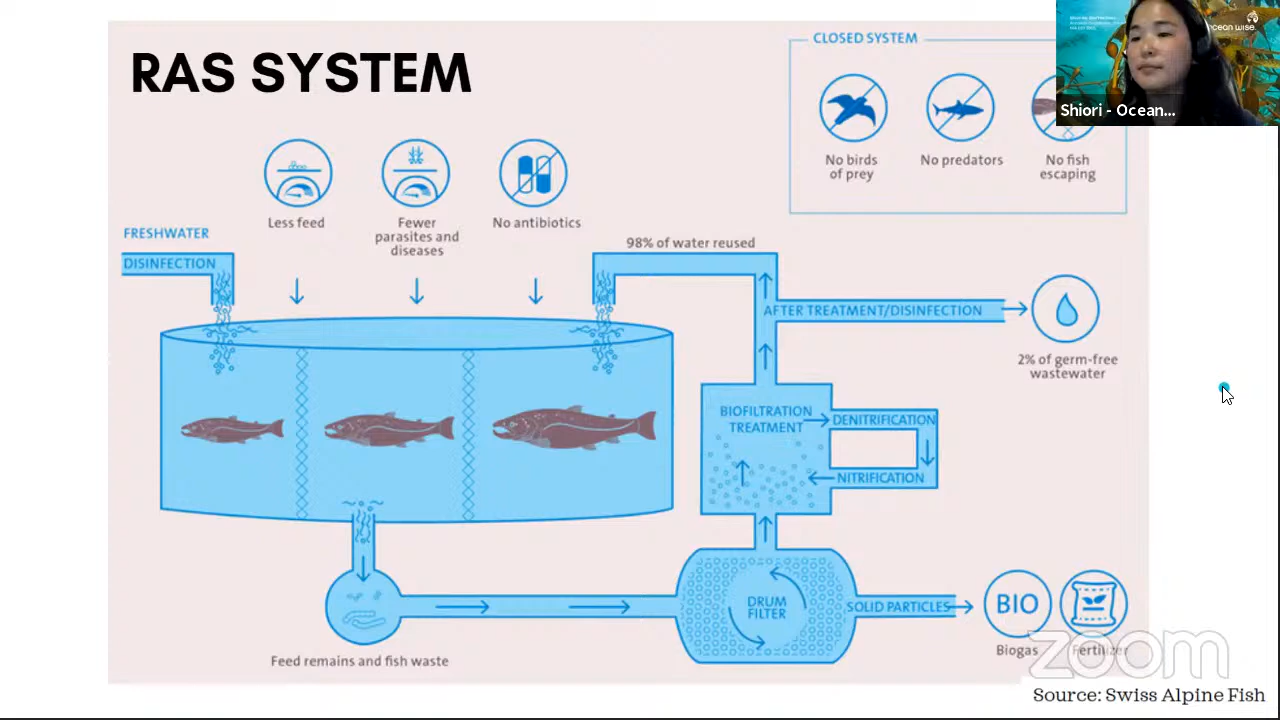 RAS SYSTEM
CLOSED SYSTEM
ocean wise.
Shiori - Ocean...
No birds
of prey
No predators
No fish
escaping
Less feed
Fewer
parasites and
diseases
No antibiotics
FRESHWATER
DISINFECTION
98% of water reused
AFTER TREATMENT/DISINFECTION
2% of germ-free
wastewater
BIOFILTRATION
TREATMENT
DENITRIFICATION
NITRIFICATION
DRUM
FILTER
SOLID PARTICLES
BIO
Biogas
Fertilizer
Feed remains and fish waste
zoom
Source: Swiss Alpine Fish